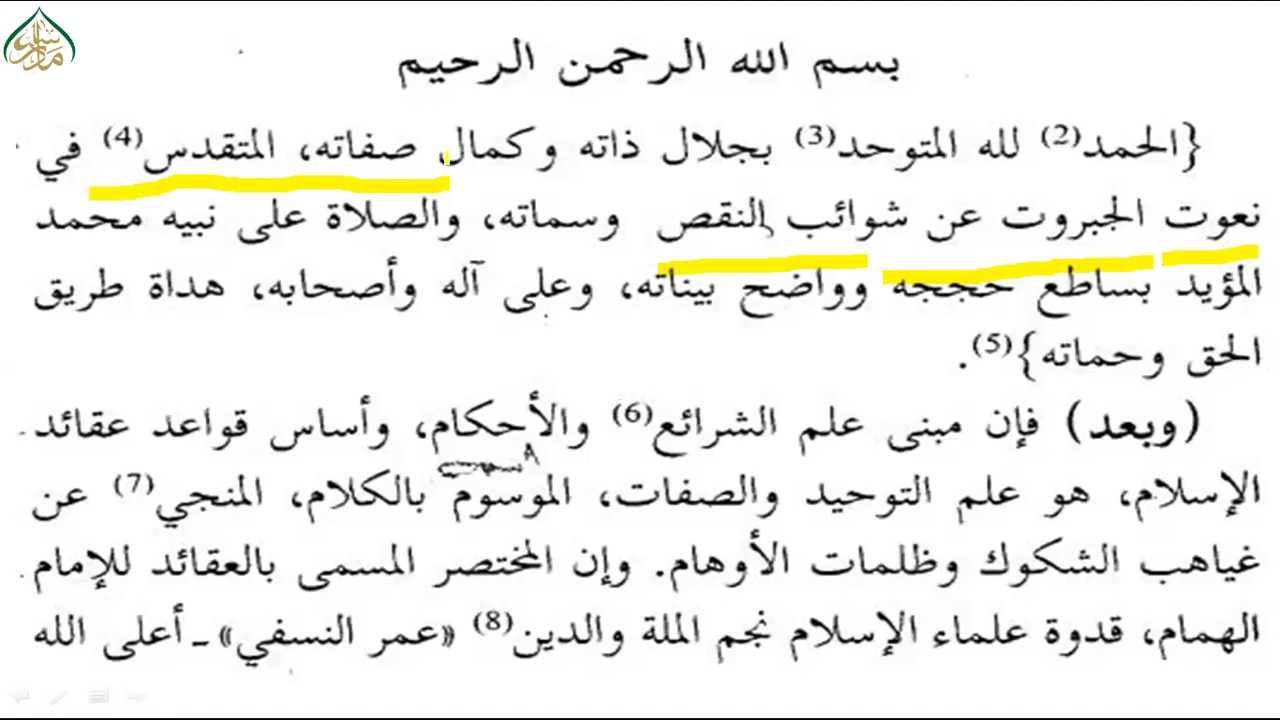 بسم الله الرحمن الرحيم
{الحمد(2) لله المتوحد(3) بجلال ذاته وكمال صفاته، المتقدس(4) في
نعوت الجبروت عن شوائب النقص وسماته، والصلاة على نبيه محمد
المؤيد بساطع حججه وواضح بيناته، وعلى آله وأصحابه، هداة طريق
الحق وحماته}(5).
(وبعد) فإن مبنى علم الشرائع(6) والأحكام، وأساس قواعد عقائد
الإسلام، هو علم التوحيد والصفات، الموسوم بالكلام، المنجي(7) عن
غياهب الشكوك وظلمات الأوهام. وإن المختصر المسمى بالعقائد للإمام
الهمام، قدوة علماء الإسلام نجم الملة والدين(8) «عمر النسفي» ـ أعلى الله